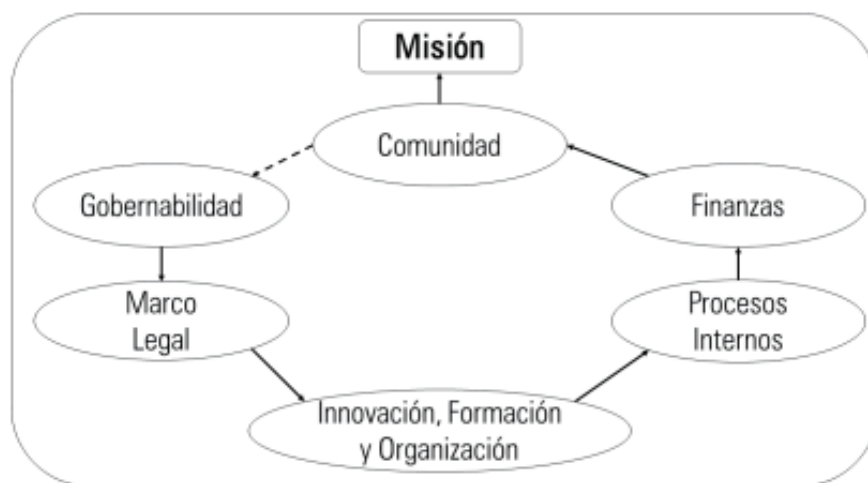 Misión
Comunidad
Gobernabilidad
Finanzas
Marco
Legal
Procesos
Internos
Innovación, Formación
y Organización